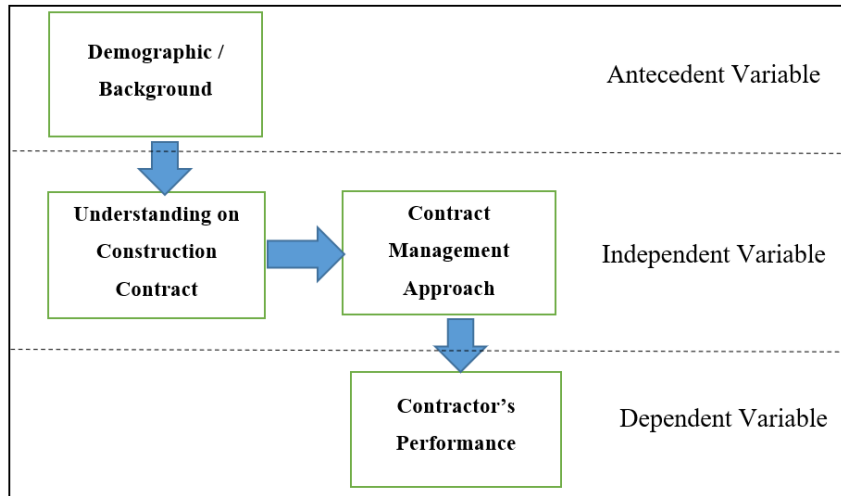 Demographic /
Background
Antecedent Variable
Understanding on
Construction
Contract
Contract
Management
Approach
Independent Variable
Contractor’s
Performance
Dependent Variable